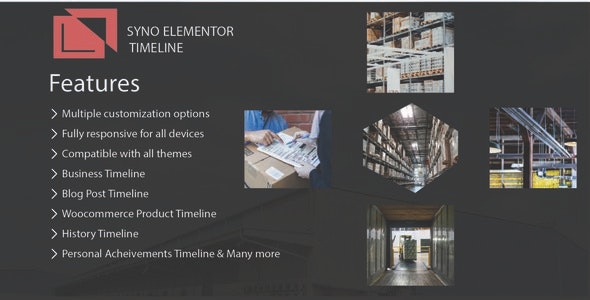 SYNO ELEMENTOR
TIMELINE
Features
Multiple customization options
Fully responsive for all devices
Compatible with all themes
Business Timeline
Blog Post Timeline
Woocommerce Product Timeline
History Timeline
Personal Acheivements Timeline & Many more